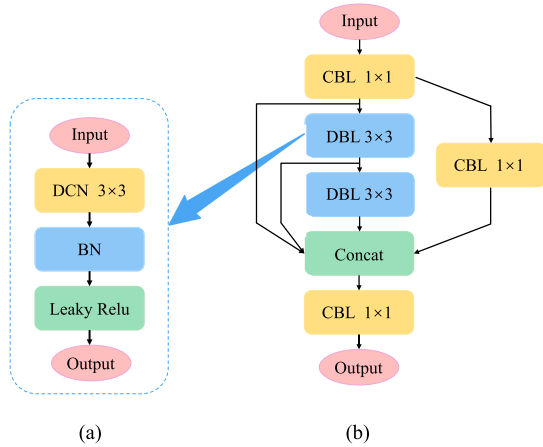 Input
DCN 3×3
BN
Leaky Relu
Output
(a)
Input
CBL 1×1
DBL 3×3
CBL 1×1
DBL 3×3
Concat
CBL 1×1
Output
(b)